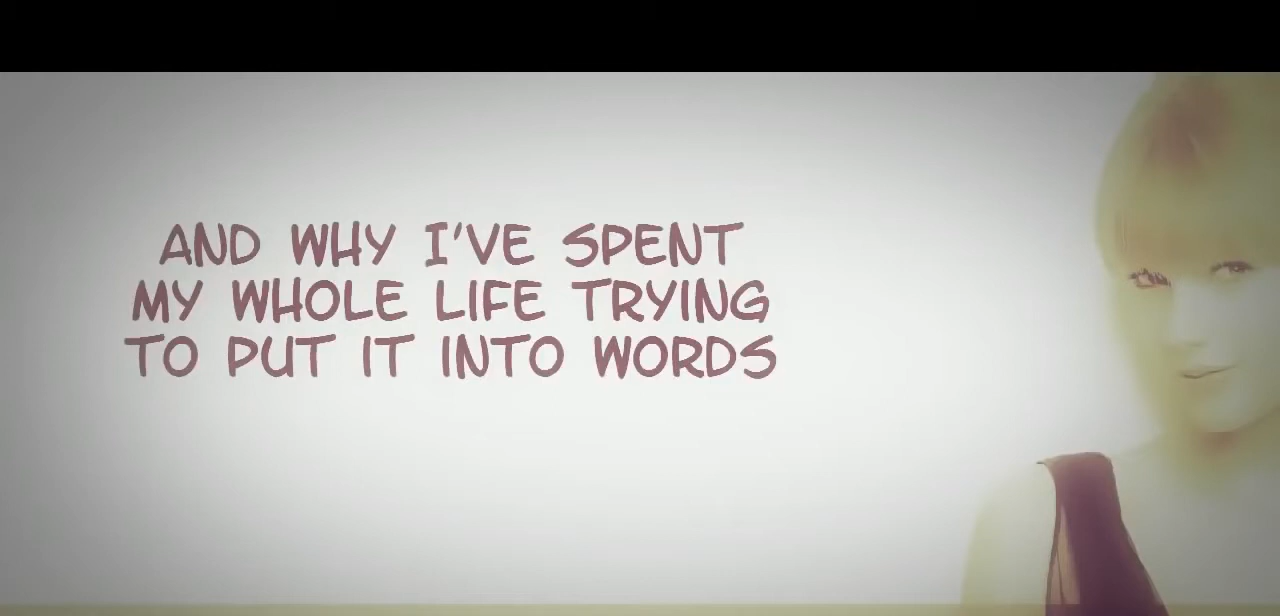 AND WHY I'VE SPENT
MY WHOLE LIFE TRYING
TO PUT IT INTO WORDS